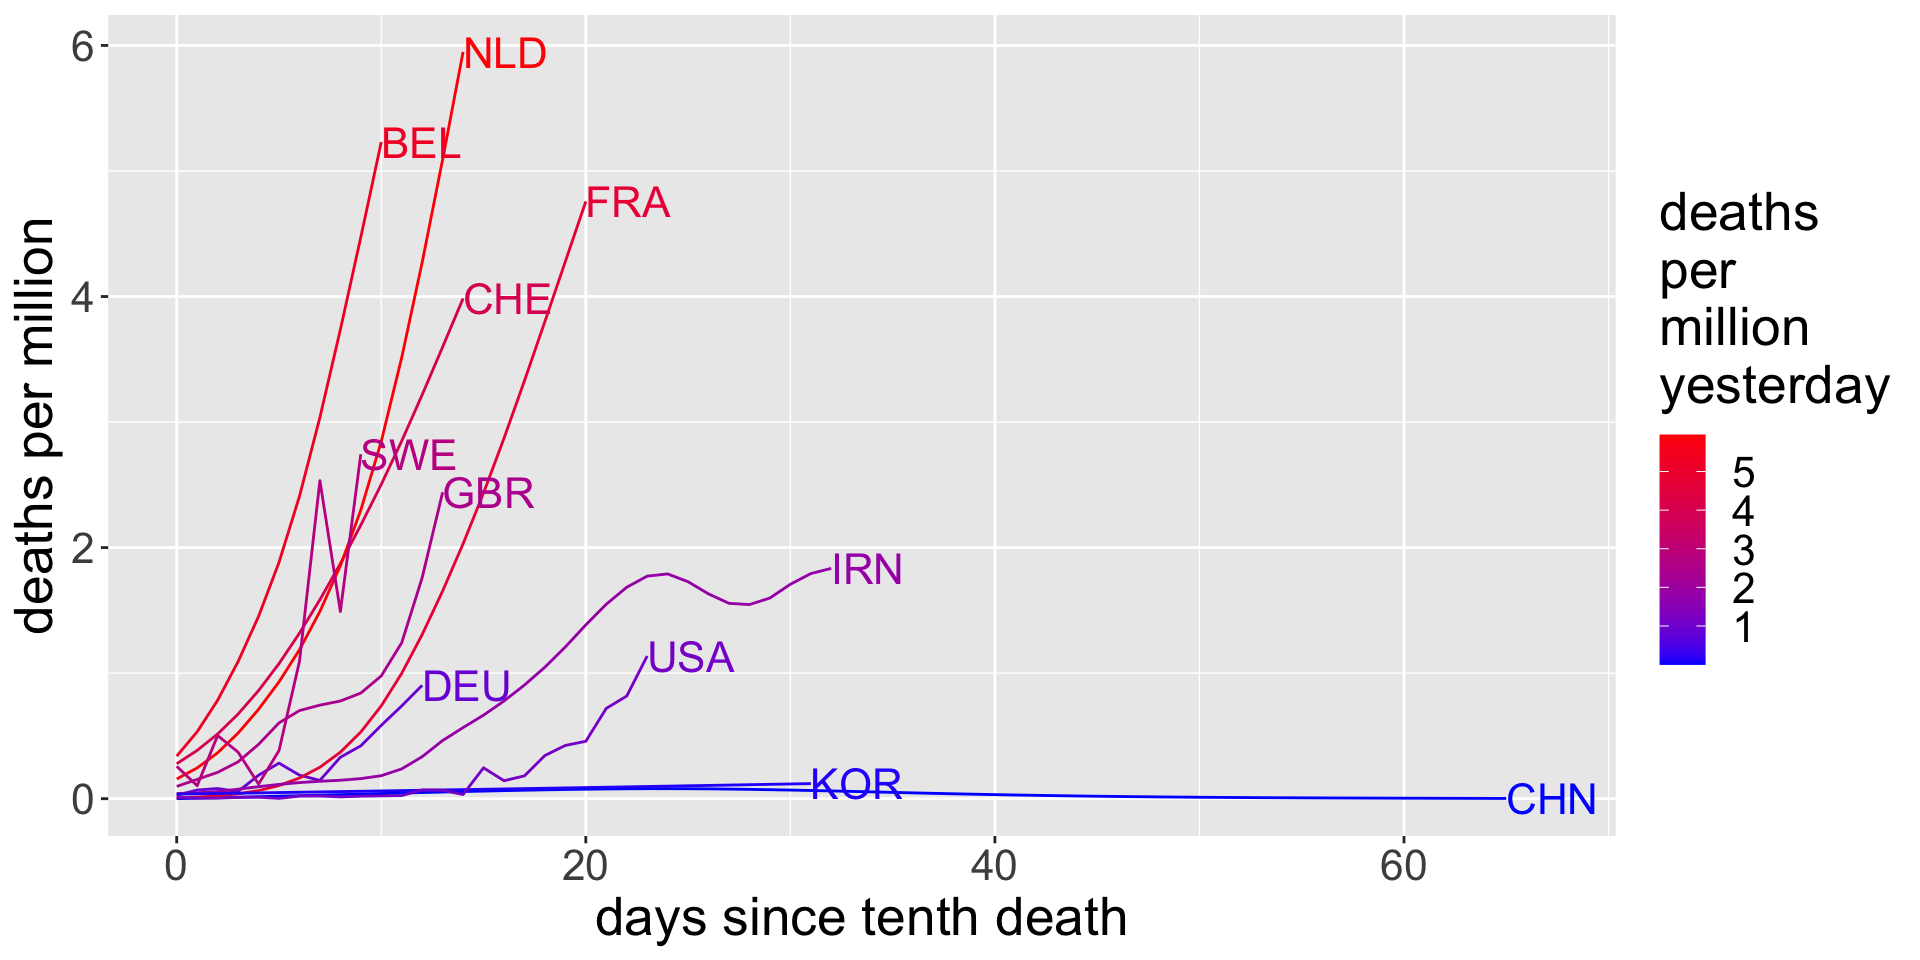 6
4
2
0
deaths per million
NLD
BEL
FRA
CHE
SWE
GBR
IRN
USA
DEU
KOR
CHN
0 20 40 60
days since tenth death
deaths
per
million
yesterday
5
4
3
2
1